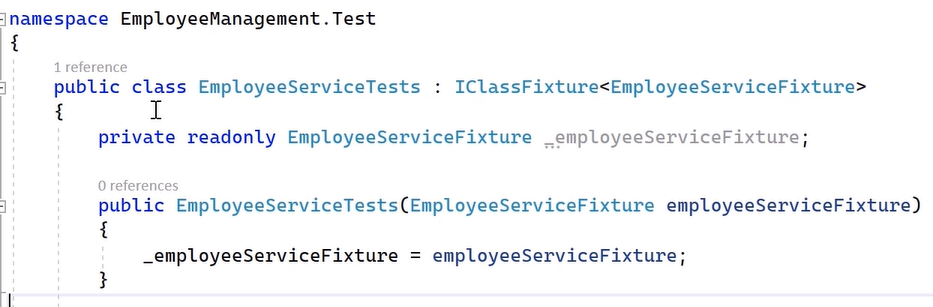 namespace EmployeeManagement.Test
{
1 reference
public class EmployeeServiceTests : IClassFixture<EmployeeServiceFixture>
{
private readonly EmployeeServiceFixture _employeeServiceFixture;
0 references
public EmployeeServiceTests(EmployeeServiceFixture employeeServiceFixture)
{
_employeeServiceFixture = employeeServiceFixture;
}